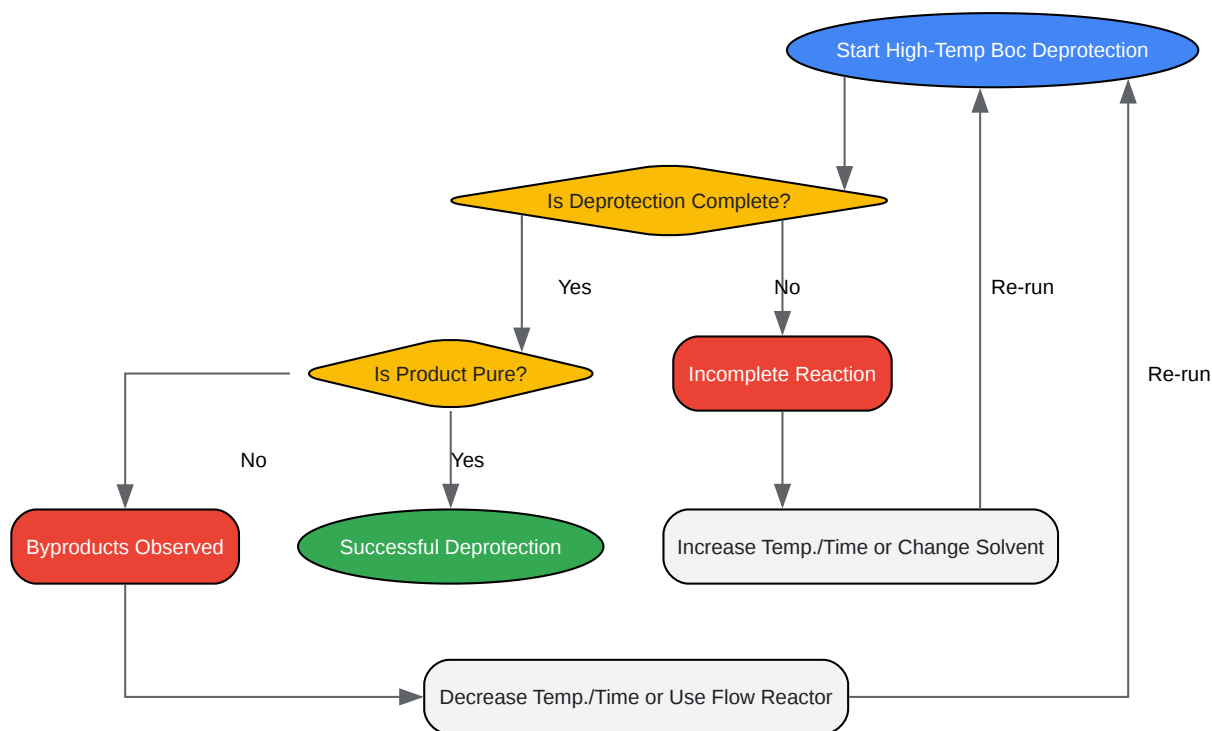 Start High-Temp Boc Deprotection
Is Deprotection Complete?
Yes
No
Re-run
Is Product Pure?
Incomplete Reaction
Re-run
No
Yes
Byproducts Observed
Successful Deprotection
Increase Temp./Time or Change Solvent
Decrease Temp./Time or Use Flow Reactor